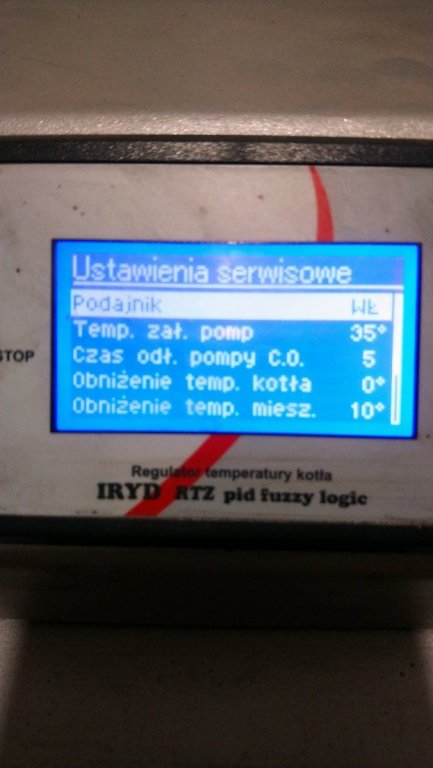 Ustawienia serwisowe
Podajnik WŁ
Temp. zał. pomp 35°
Czas odł. pompy C.O. 5
STOP
Obniżenie temp. kotła 0°
Obniżenie temp. miesz. 10°
Regulator temperatury kotła
IRYD RTZ pid fuzzy logic